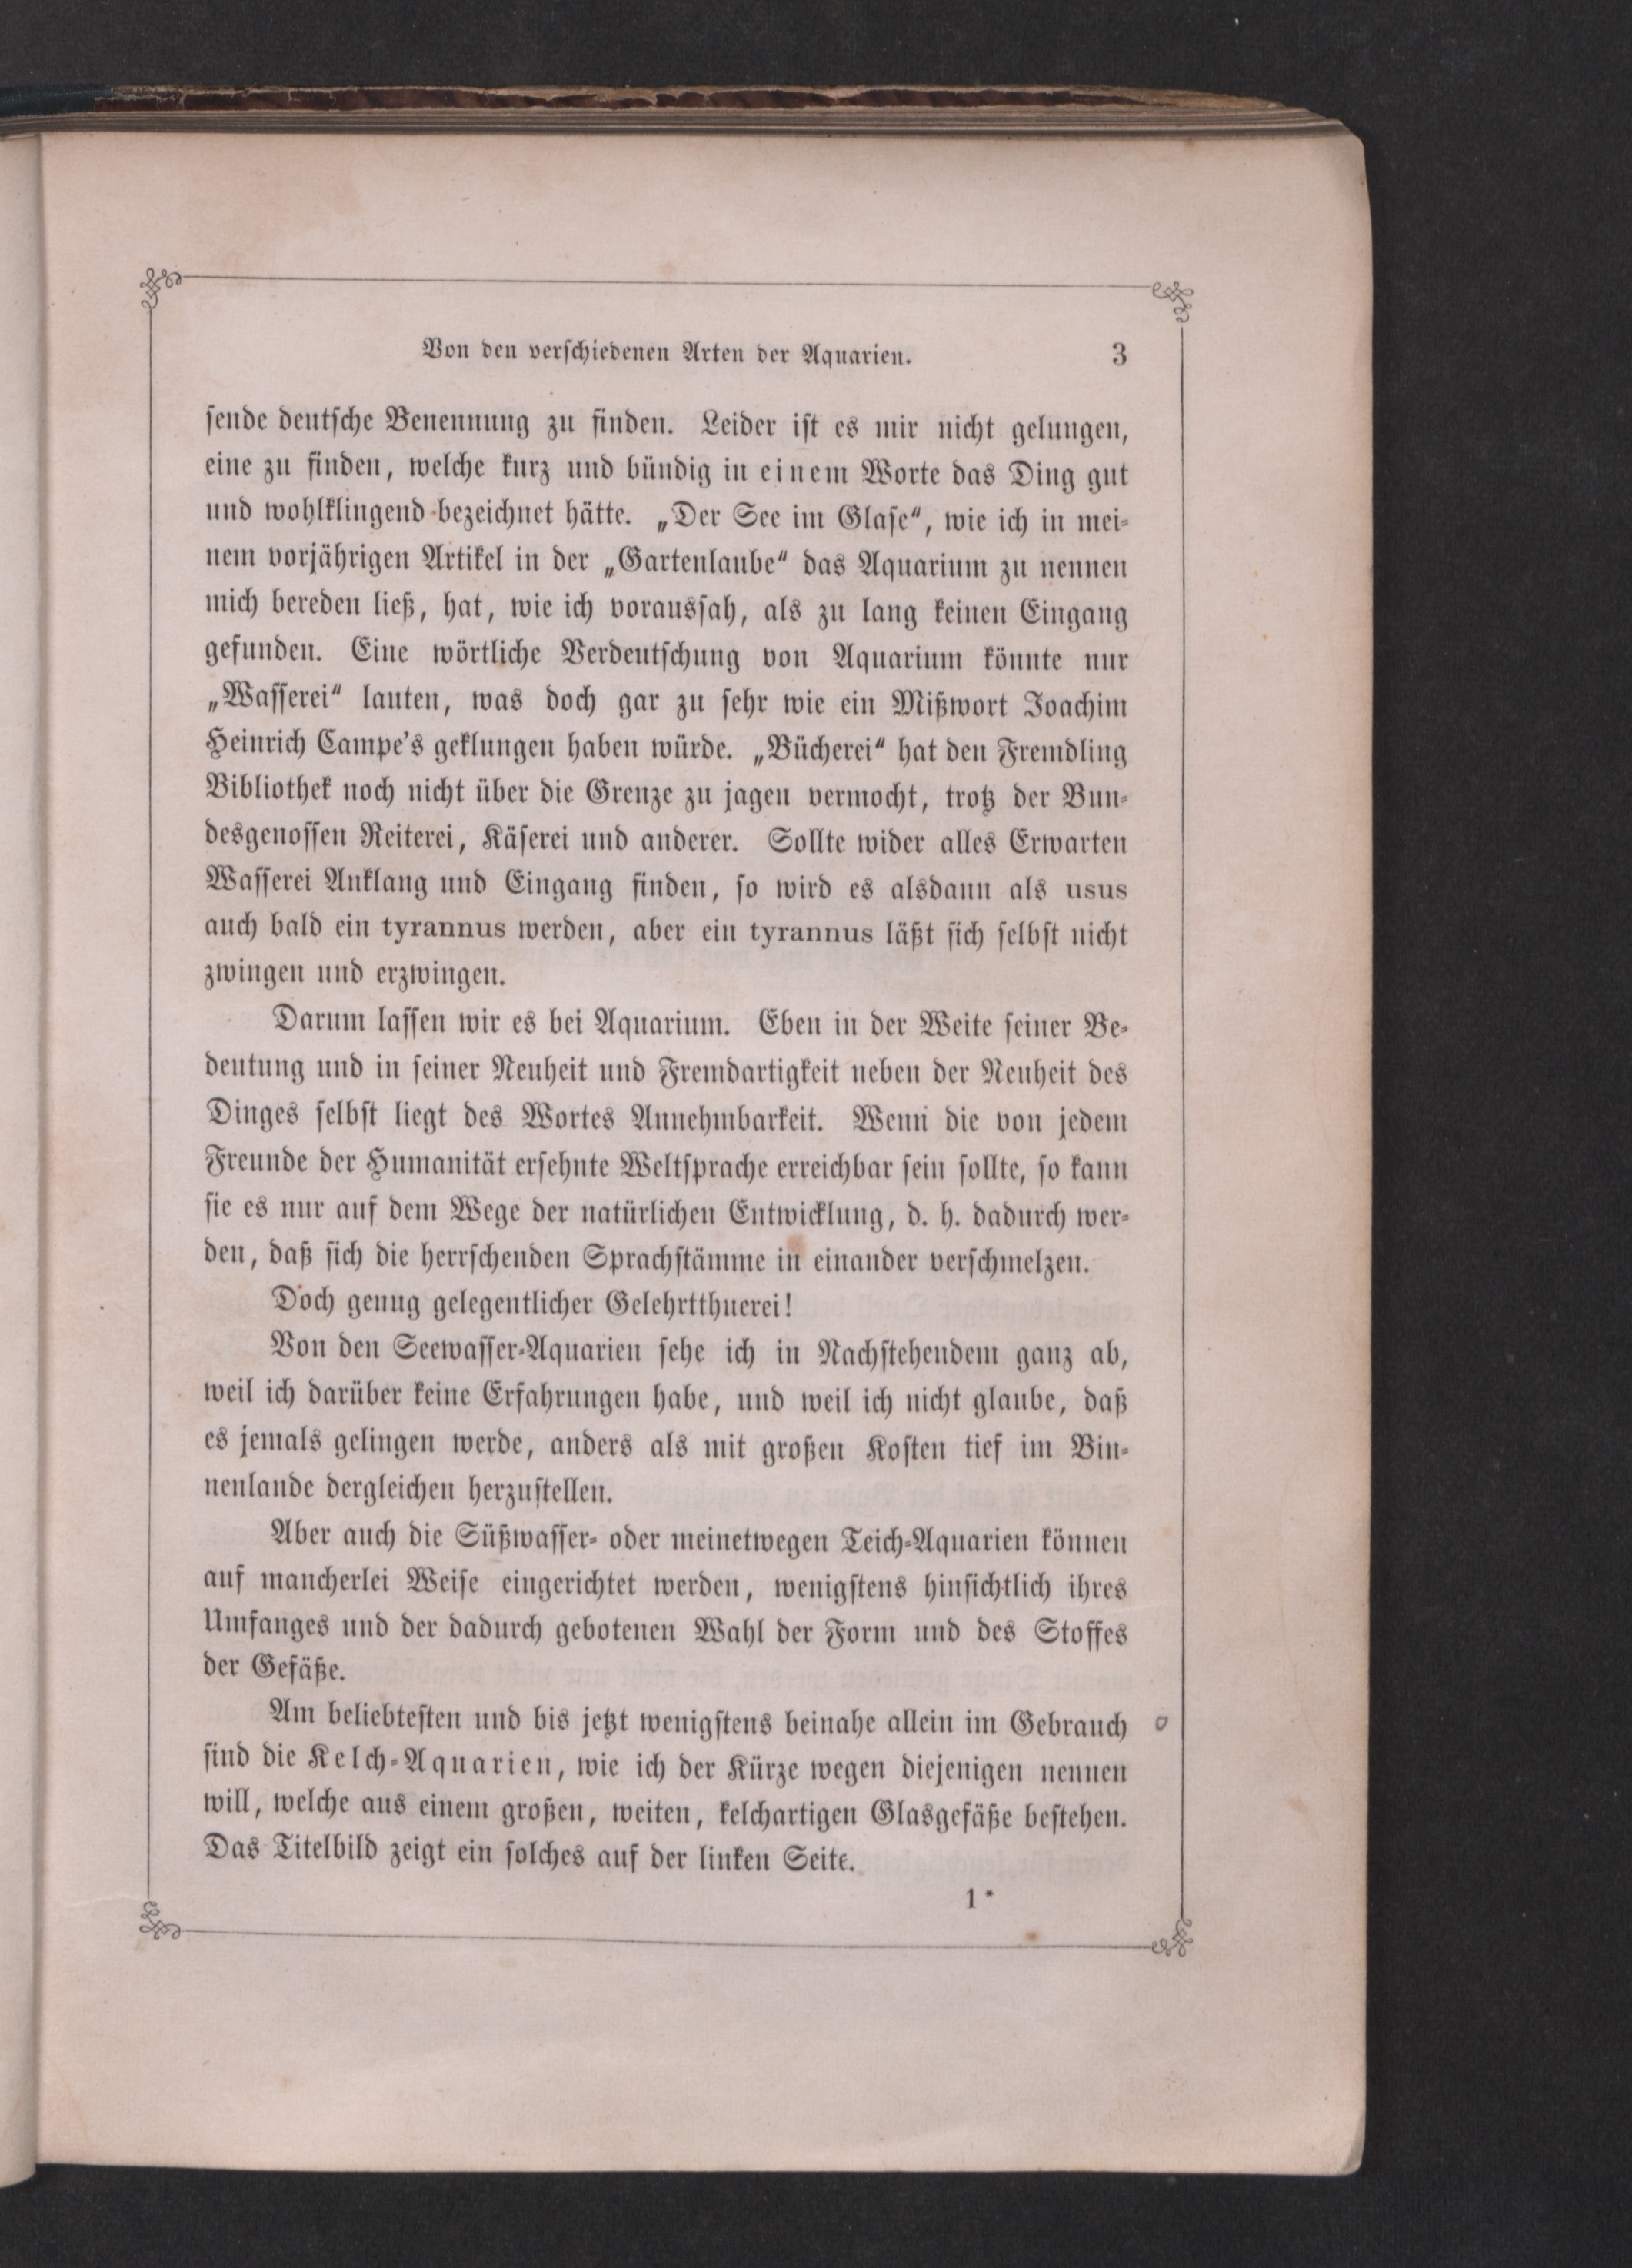 Von den verschiedenen Arten der Aquarien. 3
sende deutsche Benennung zu finden. Leider ist es mir nicht gelungen,
eine zu finden, welche kurz und bündig in einem Worte das Ding gut
und wohlklingend bezeichnet hätte. „Der See im Glase“, wie ich in mei-
nem vorjährigen Artikel in der „Gartenlaube“ das Aquarium zu nennen
mich bereden ließ, hat, wie ich voraussah, als zu lang keinen Eingang
gefunden. Eine wörtliche Verdeutschung von Aquarium könnte nur
„Wasserei“ lauten, was doch gar zu sehr wie ein Mißwort Joachim
Heinrich Campe's geklungen haben würde. „Bücherei“ hat den Fremdling
Bibliothek noch nicht über die Grenze zu jagen vermocht, trotz der Bun-
desgenossen Reiterei, Käserei und anderer. Sollte wider alles Erwarten
Wasserei Anklang und Eingang finden, so wird es alsdann als usus
auch bald ein tyrannus werden, aber ein tyrannus läßt sich selbst nicht
zwingen und erzwingen.
Darum lassen wir es bei Aquarium. Eben in der Weite seiner Be-
deutung und in seiner Neuheit und Fremdartigkeit neben der Neuheit des
Dinges selbst liegt des Wortes Annehmbarkeit. Wenn die von jedem
Freunde der Humanität ersehnte Weltsprache erreichbar sein sollte, so kann
sie es nur auf dem Wege der natürlichen Entwicklung, d. h. dadurch wer-
den, daß sich die herrschenden Sprachstämme in einander verschmelzen.
Doch genug gelegentlicher Gelehrtthuerei!
Von den Seewasser-Aquarien sehe ich in Nachstehendem ganz ab,
weil ich darüber keine Erfahrungen habe, und weil ich nicht glaube, daß
es jemals gelingen werde, anders als mit großen Kosten tief im Bin-
nenlande dergleichen herzustellen.
Aber auch die Süßwasser- oder meinetwegen Teich-Aquarien können
auf mancherlei Weise eingerichtet werden, wenigstens hinsichtlich ihres
Umfanges und der dadurch gebotenen Wahl der Form und des Stoffes
der Gefäße.
Am beliebtesten und bis jetzt wenigstens beinahe allein im Gebrauch
sind die Kelch-Aquarien, wie ich der Kürze wegen diejenigen nennen
will, welche aus einem großen, weiten, kelchartigen Glasgefäße bestehen.
Das Titelbild zeigt ein solches auf der linken Seite.
1*